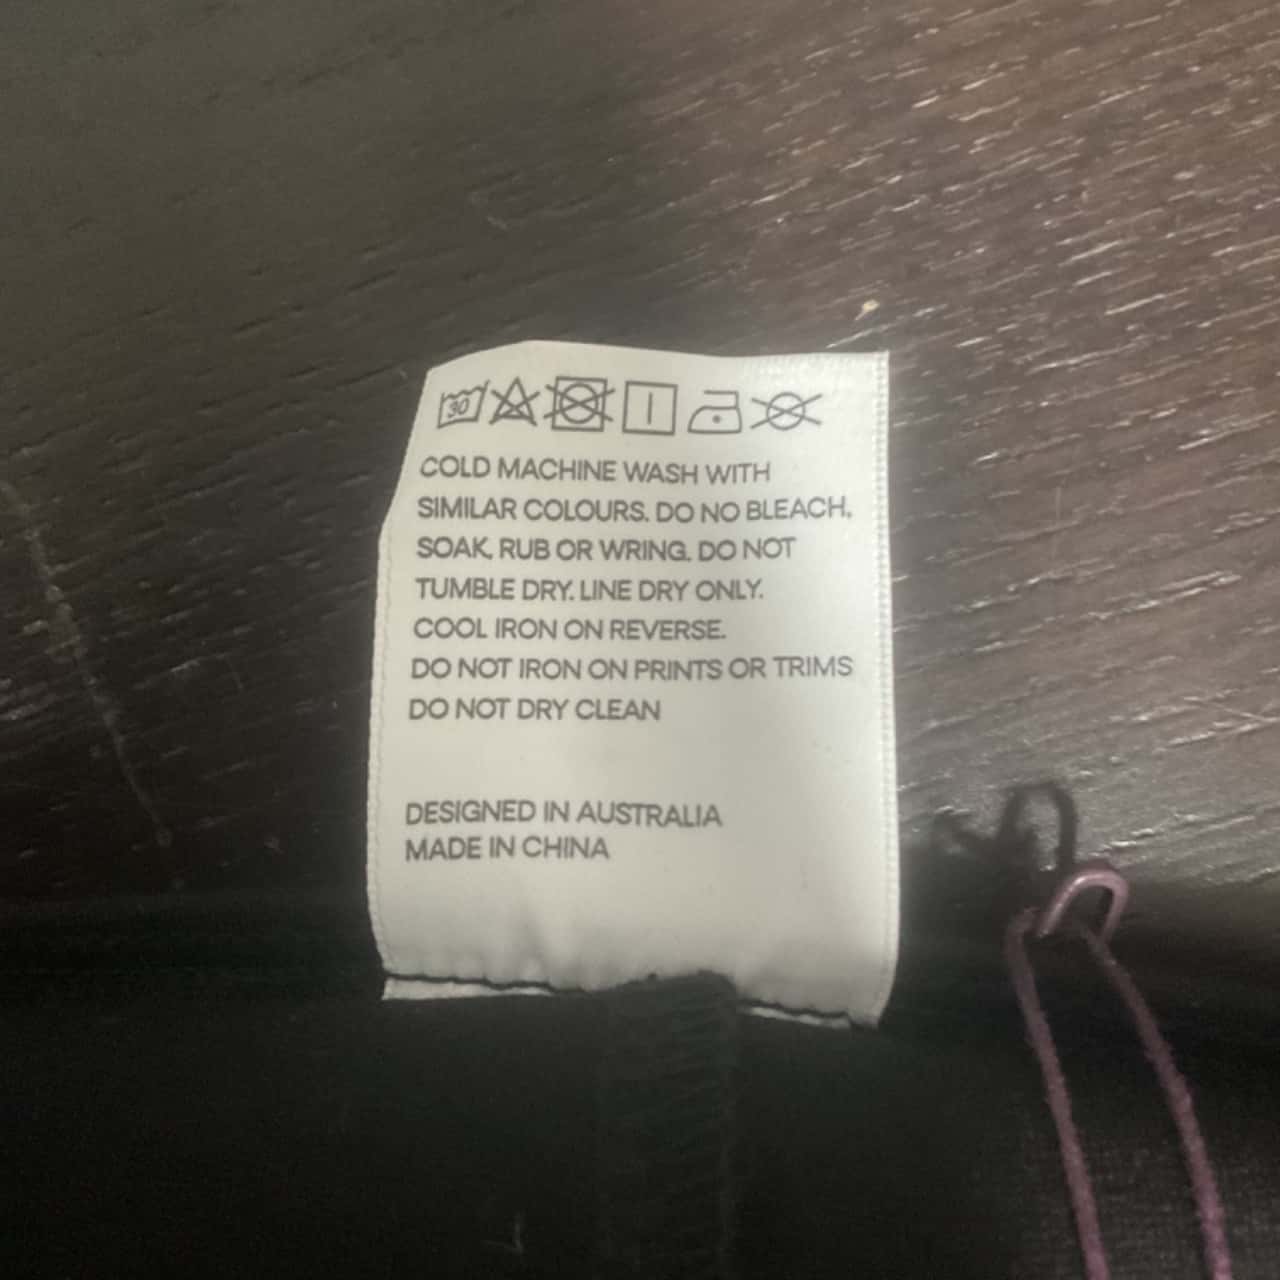 30
COLD MACHINE WASH WITH
SIMILAR COLOURS. DO NO BLEACH,
SOAK, RUB OR WRING. DO NOT
TUMBLE DRY. LINE DRY ONLY.
COOL IRON ON REVERSE.
DO NOT IRON ON PRINTS OR TRIMS
DO NOT DRY CLEAN
DESIGNED IN AUSTRALIA
MADE IN CHINA